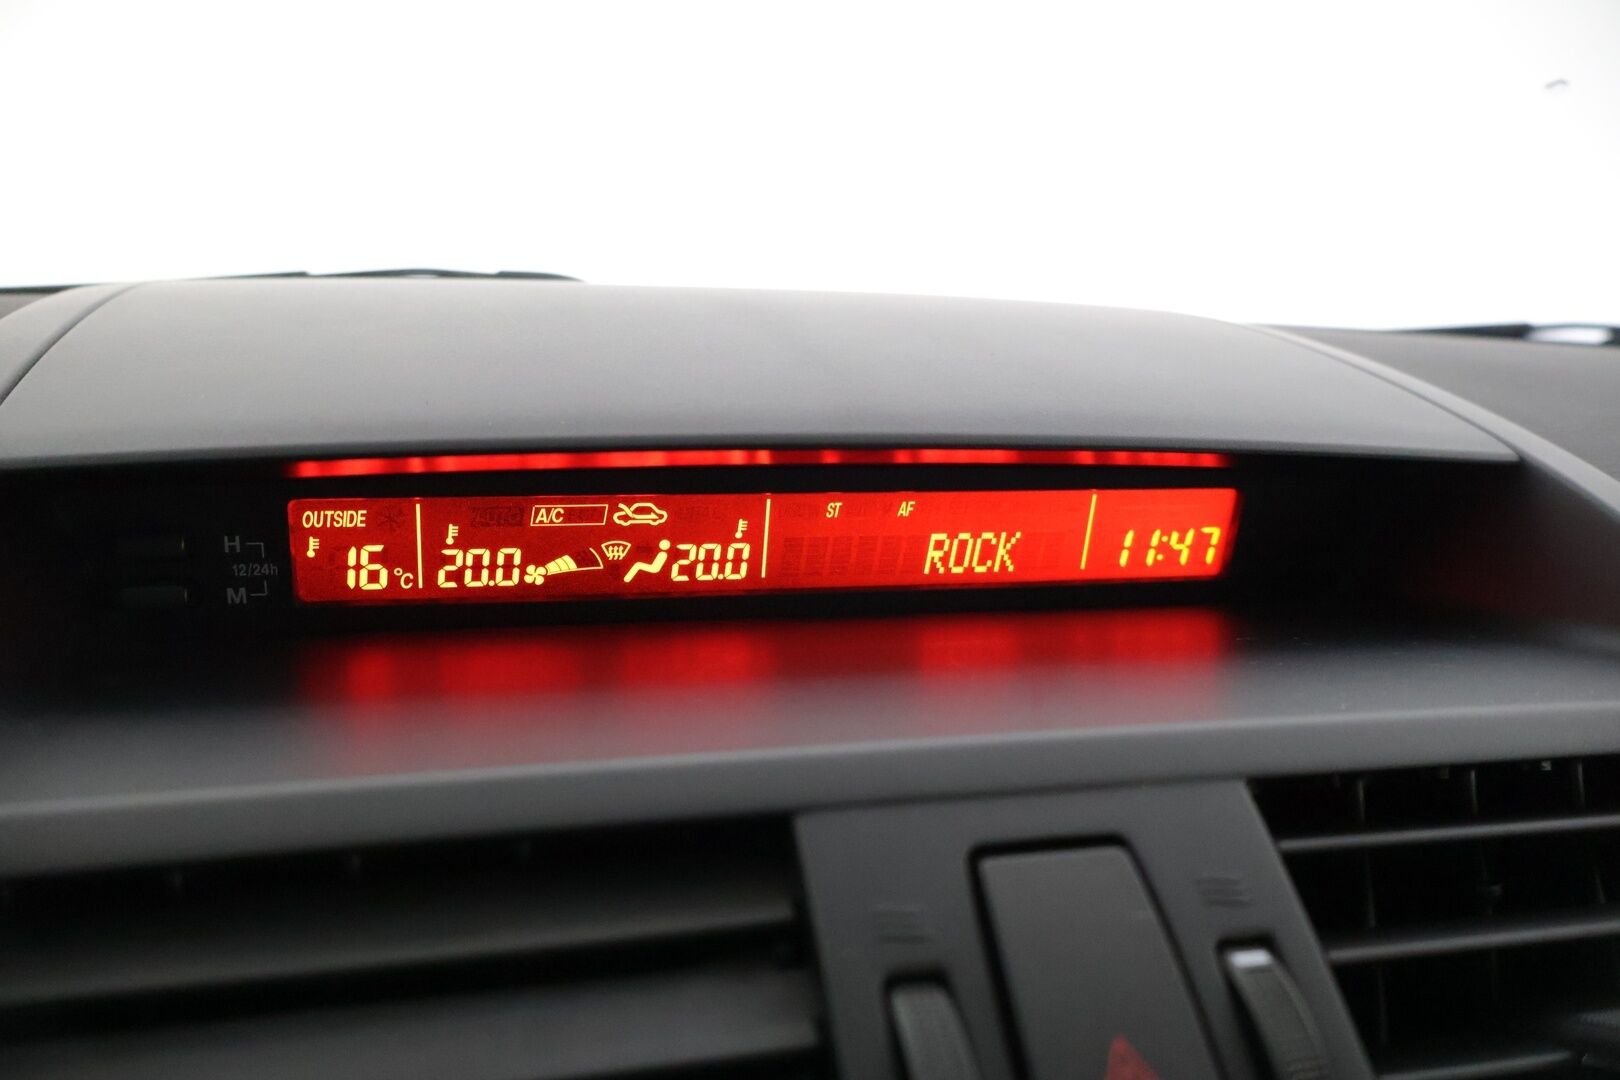 OUTSIDE A/C ST AF
16 °C 20.0 20.0 ROCK 11:47
H
12/24h
M